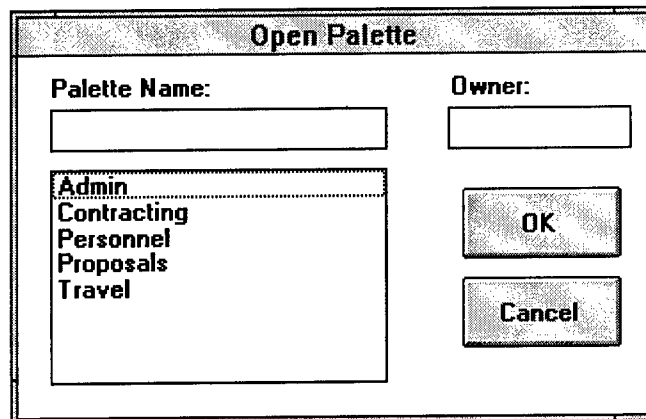 Open Palette
Palette Name:
Owner:
Admin
Contracting
Personnel
Proposals
Travel
OK
Cancel